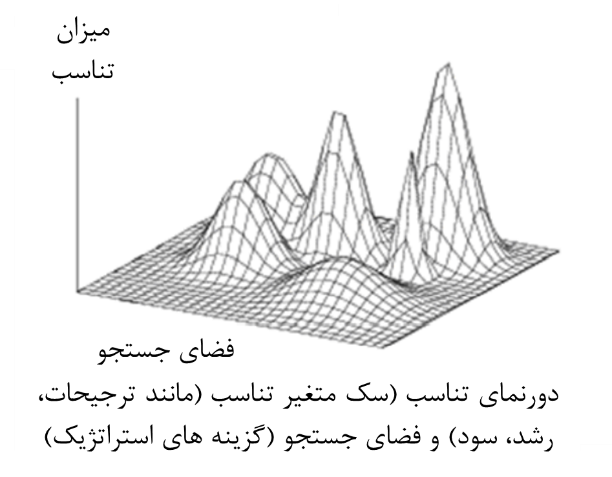 میزان
تناسب
فضای جستجو
دورنمای تناسب (سک متغیر تناسب (مانند ترجیحات،
رشد، سود) و فضای جستجو (گزینه های استراتژیک)